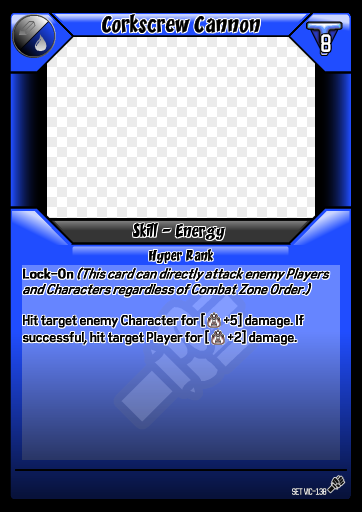 Corkscrew Cannon
8
Skill - Energy
Hyper Rank
Lock-On (This card can directly attack enemy Players
and Characters regardless of Combat Zone Order.)
Hit target enemy Character for [ +5] damage. If
successful, hit target Player for [ +2] damage.
SET VIC-138